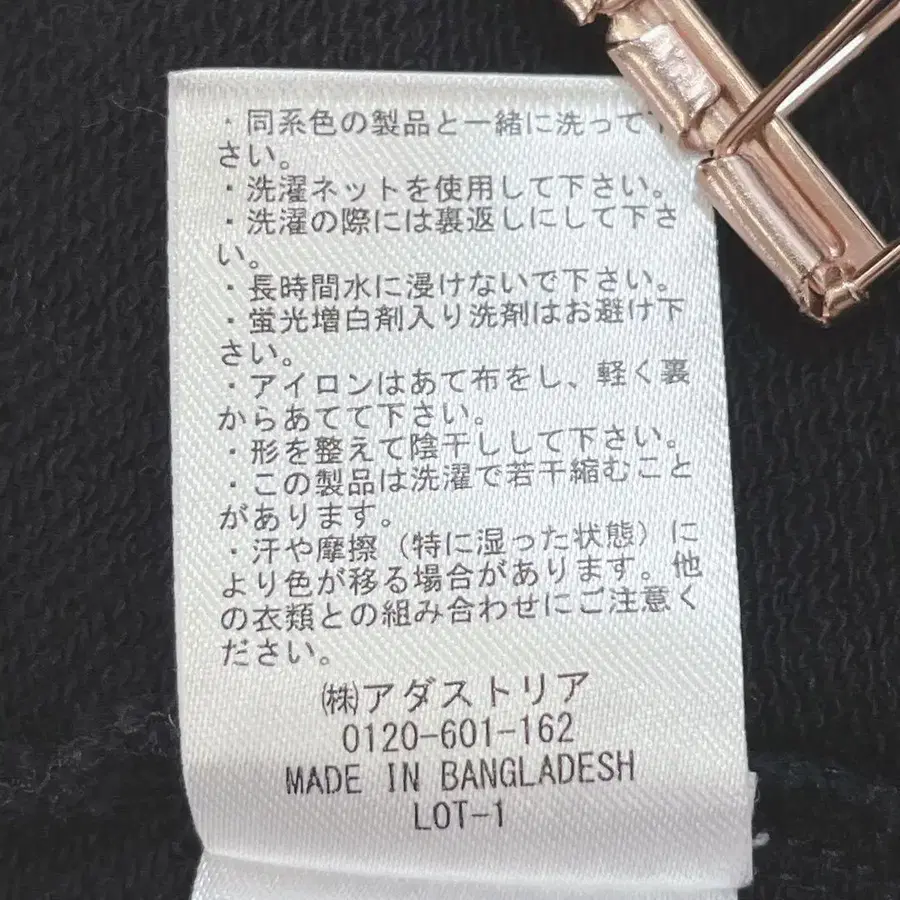 ・同系色の製品と一緒に洗って下
さい。
・洗濯ネットを使用して下さい。
・洗濯の際には裏返しにして下さ
い。
・長時間水に浸けないで下さい。
・蛍光増白剤入り洗剤はお避け下
さい。
・アイロンはあて布をし、軽く裏
からあてて下さい。
・形を整えて陰干しして下さい。
・この製品は洗濯で若干縮むこと
があります。
・汗や摩擦（特に湿った状態）に
より色が移る場合があります。他
の衣類との組み合わせにご注意く
ださい。
㈱アダストリア
0120-601-162
MADE IN BANGLADESH
LOT-1